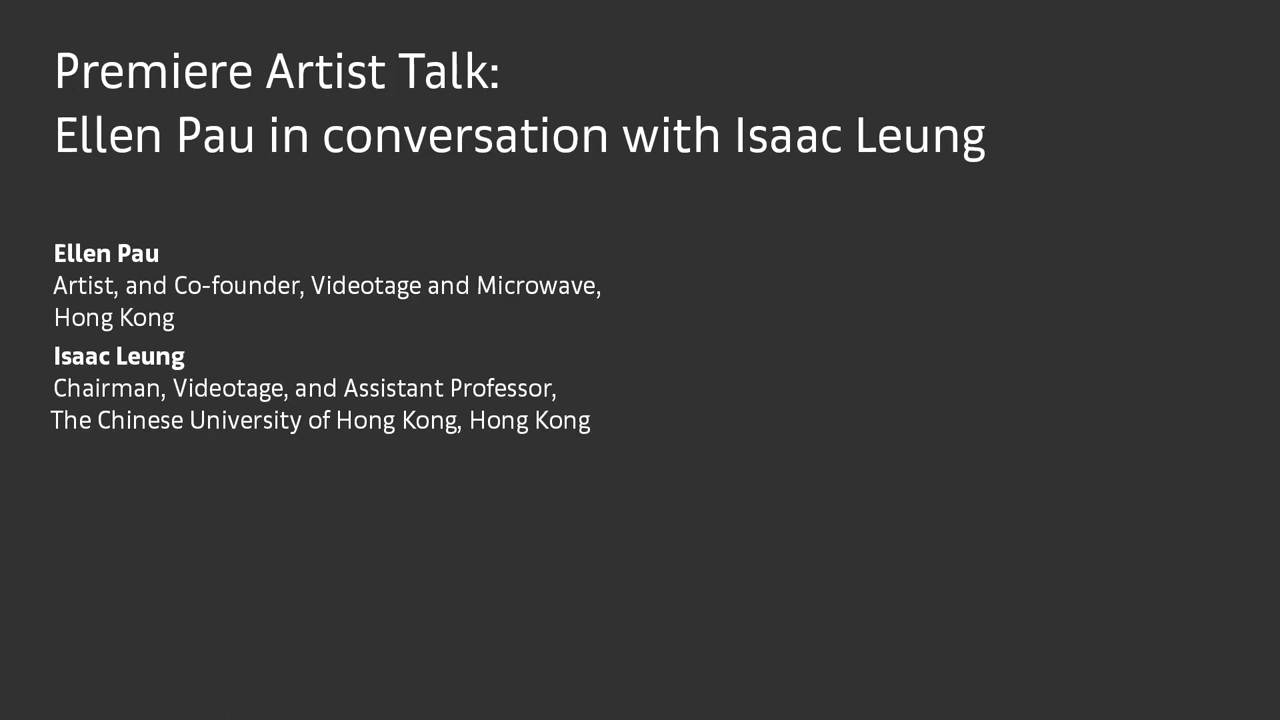 Premiere Artist Talk:
Ellen Pau in conversation with Isaac Leung
Ellen Pau
Artist, and Co-founder, Videotage and Microwave,
Hong Kong
Isaac Leung
Chairman, Videotage, and Assistant Professor,
The Chinese University of Hong Kong, Hong Kong